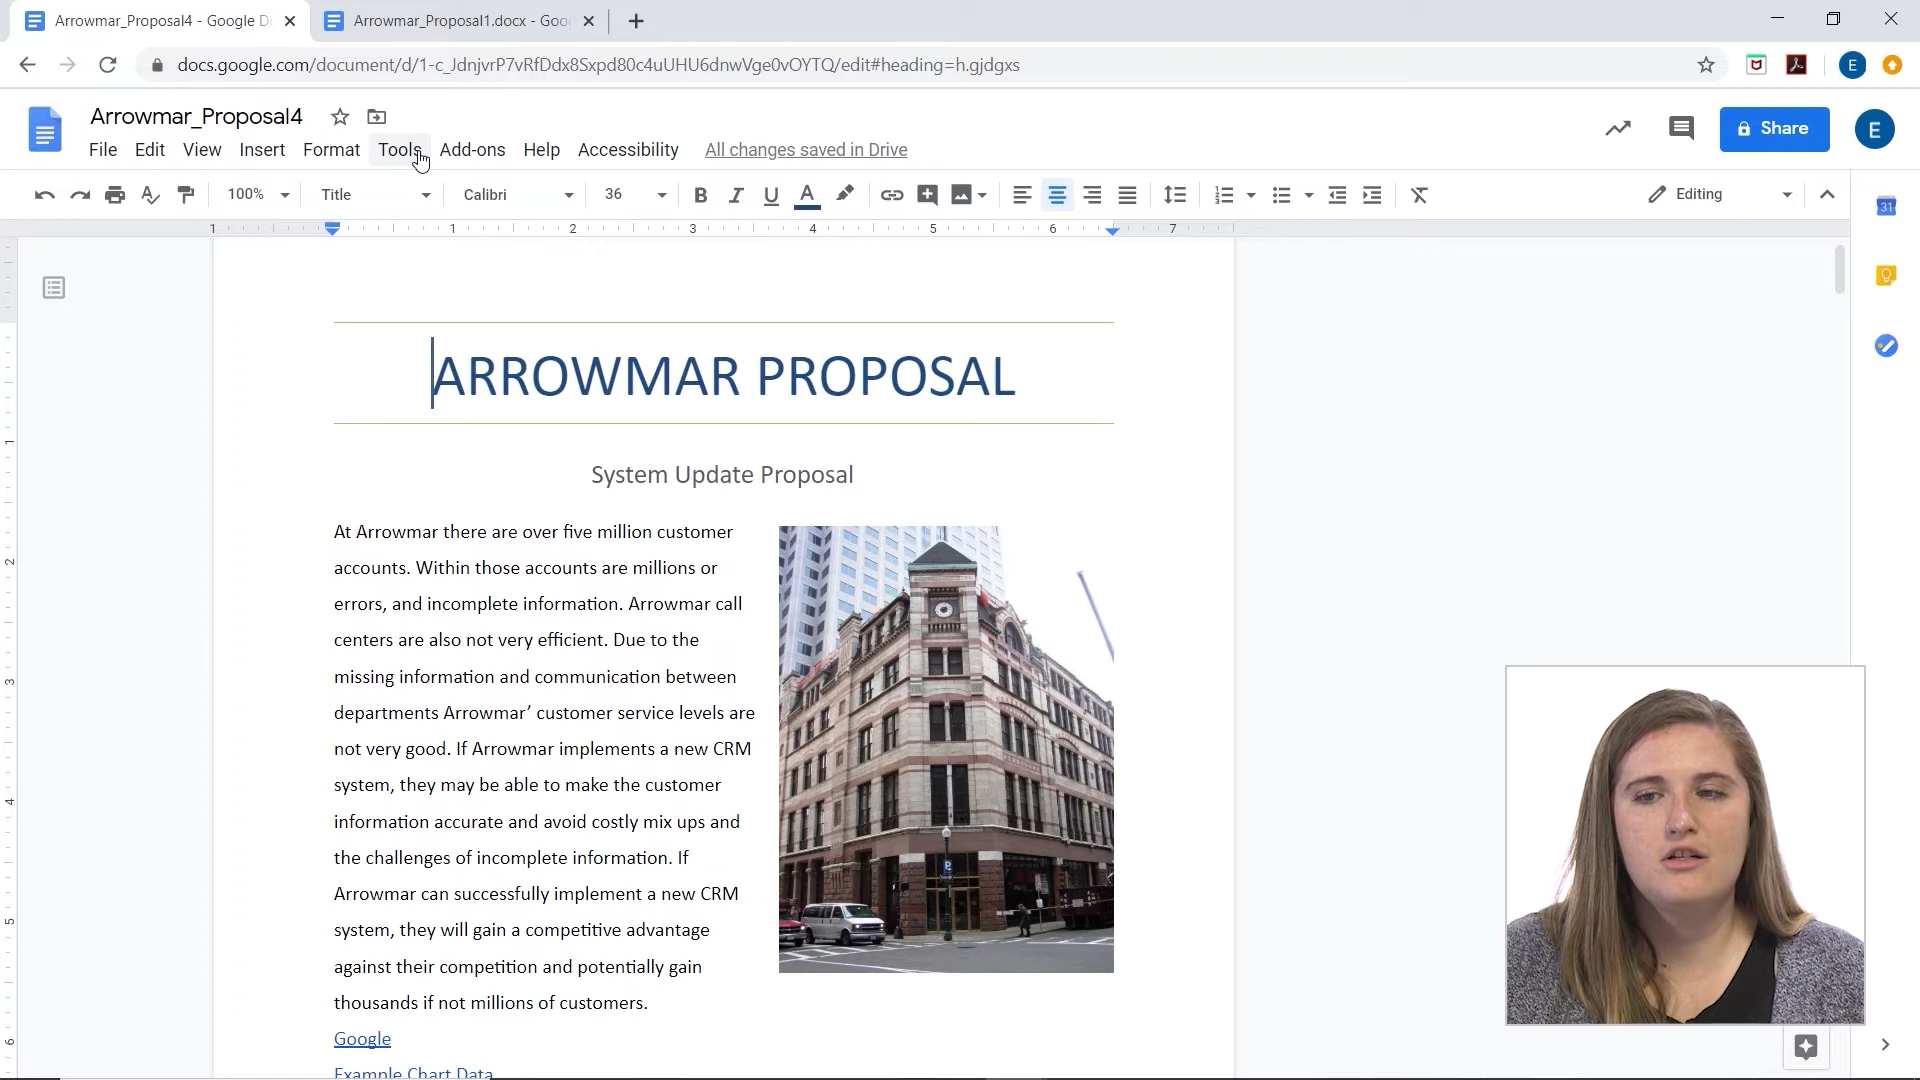 Arrowmar_Proposal4 - Google D
Arrowmar_Proposal1.docx - Goo
docs.google.com/document/d/1-c_JdnjvrP7vRfDdx8Sxpd80c4uUHU6dnwVge0vOYTQ/edit#heading=h.gjdgxs
E
Arrowmar_Proposal4
File Edit View Insert Format Tools Add-ons Help Accessibility All changes saved in Drive
Share
E
100% Title Calibri 36 B I U A Editing
31
1 1 2 3 4 5 6 7
ARROWMAR PROPOSAL
System Update Proposal
At Arrowmar there are over five million customer
accounts. Within those accounts are millions or
errors, and incomplete information. Arrowmar call
centers are also not very efficient. Due to the
missing information and communication between
departments Arrowmar’ customer service levels are
not very good. If Arrowmar implements a new CRM
system, they may be able to make the customer
information accurate and avoid costly mix ups and
the challenges of incomplete information. If
Arrowmar can successfully implement a new CRM
system, they will gain a competitive advantage
against their competition and potentially gain
thousands if not millions of customers.
Google
Example Chart Data
1
2
3
4
5
6